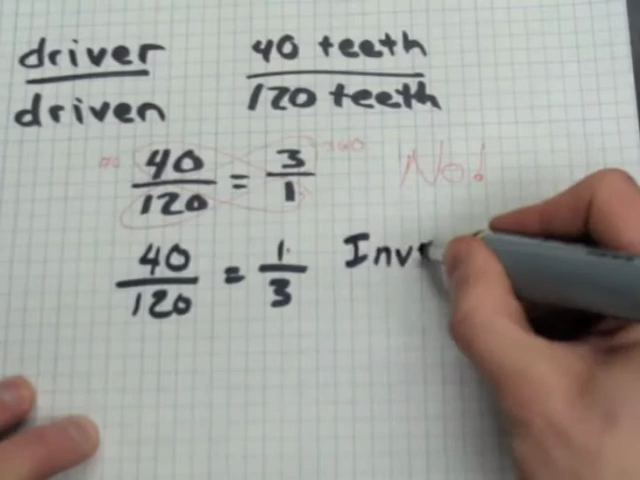 driver 40 teeth
driven 120 teeth
40/120 = 3/1 No!
40/120 = 1/3 Inv